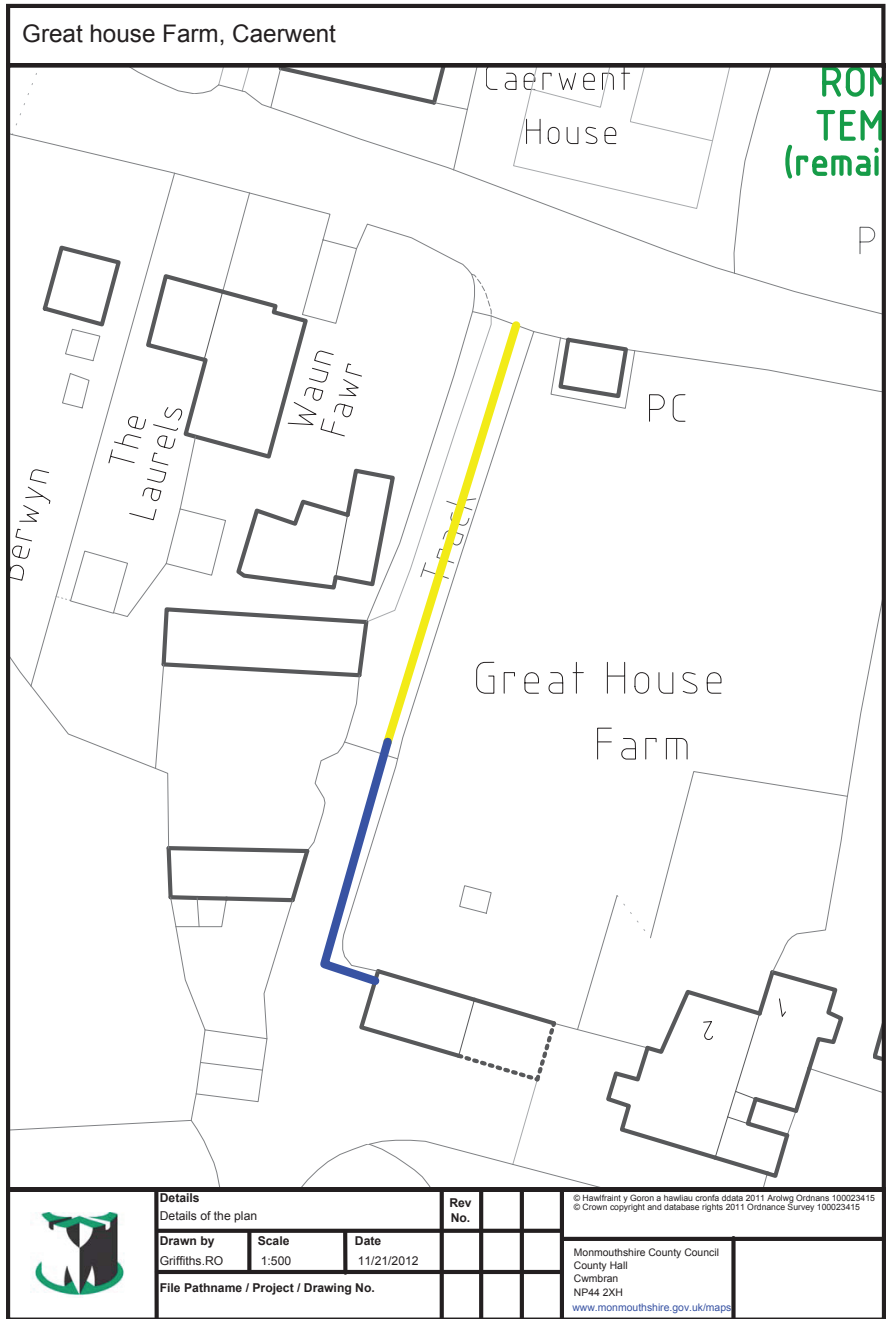 Great house Farm, Caerwent
Caerwent
House
ROM
TEM
(remai
P
PC
Waun
Fawr
The
Laurels
Berwyn
Track
Great House
Farm
2
1
Details
Details of the plan
Rev
No.
Drawn by
Scale
Date
Griffiths.RO
1:500
11/21/2012
File Pathname / Project / Drawing No.
© Hawlfraint y Goron a hawliau cronfa ddata 2011 Arolwg Ordnans 100023415
© Crown copyright and database rights 2011 Ordnance Survey 100023415
Monmouthshire County Council
County Hall
Cwmbran
NP44 2XH
www.monmouthshire.gov.uk/maps